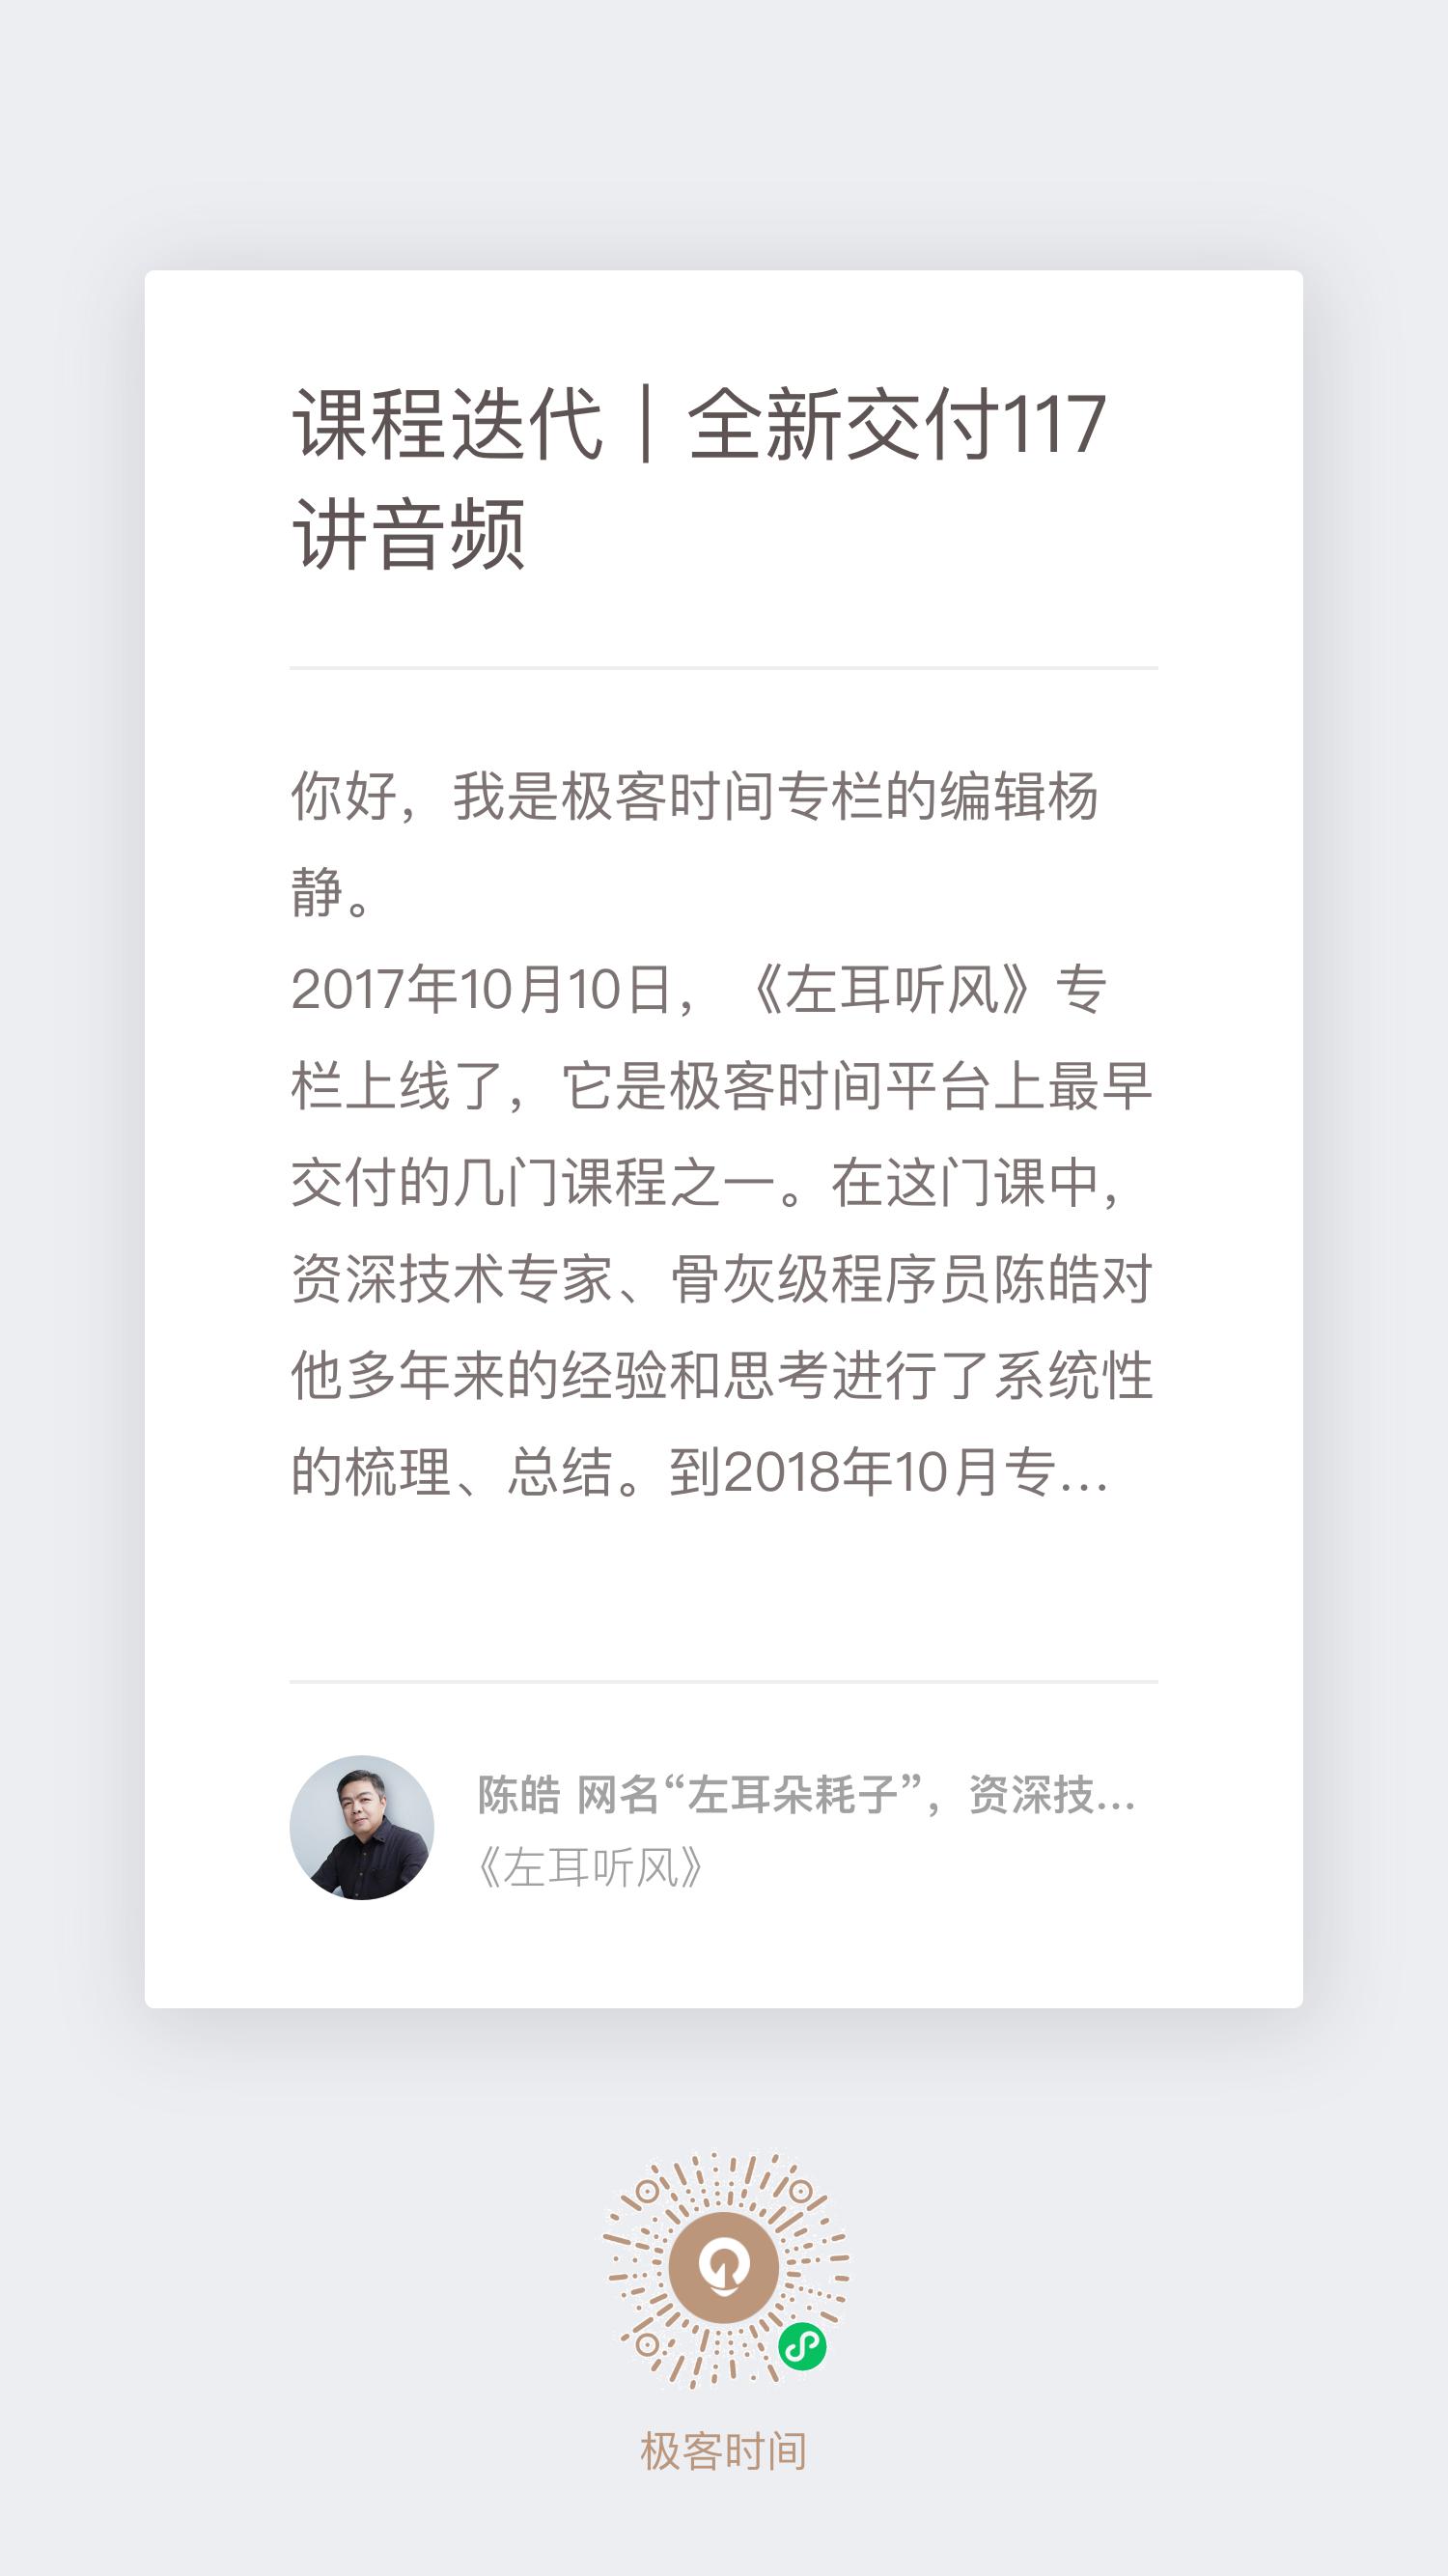 课程迭代｜全新交付117
讲音频
你好，我是极客时间专栏的编辑杨
静。
2017年10月10日，《左耳听风》专
栏上线了，它是极客时间平台上最早
交付的几门课程之一。在这门课中，
资深技术专家、骨灰级程序员陈皓对
他多年来的经验和思考进行了系统性
的梳理、总结。到2018年10月专...
陈皓 网名“左耳朵耗子”，资深技...
《左耳听风》
极客时间